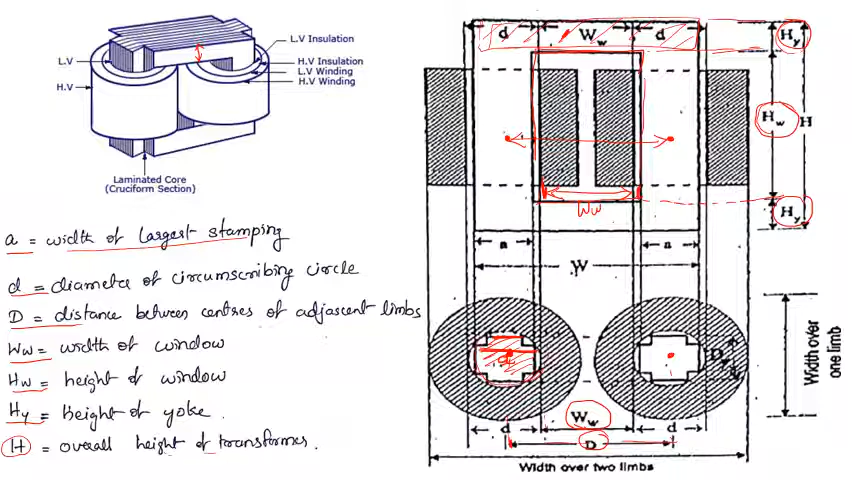 L.V Insulation
L.V
H.V Insulation
L.V Winding
H.V
H.V Winding
Laminated Core
(Cruciform Section)
a = width of largest stamping
d = diameter of circumscribing circle
D = distance between centres of adjascent limbs
Ww = width of window
Hw = height of window
Hy = height of yoke.
H = overall height of transformer.
d Ww d Hy
Hw H
Ww
Hy
a a
W
Width over
one limb
d Ww d
D
Width over two limbs